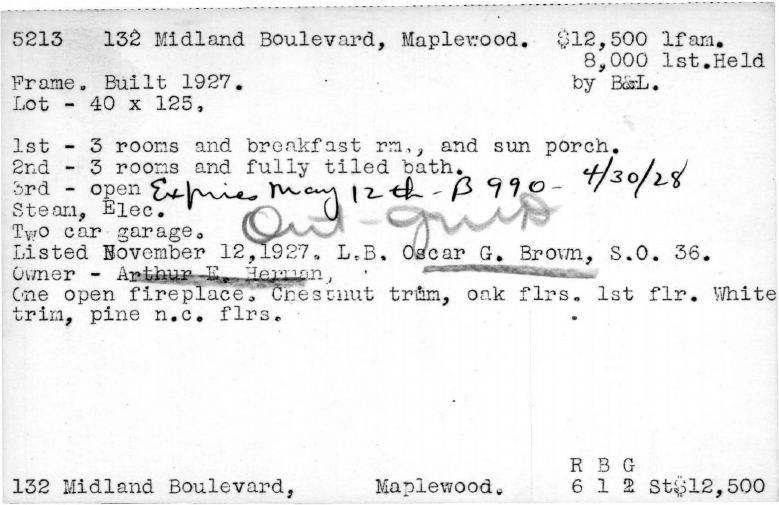 5213 132 Midland Boulevard, Maplewood. $12,500 1fam.
8,000 1st.Held
Frame. Built 1927. by B&L.
Lot - 40 x 125,
1st - 3 rooms and breakfast rm., and sun porch.
2nd - 3 rooms and fully tiled bath.
3rd - open Expires May 12th - B 990 - 4/30/28
Steam, Elec.
Two car garage.
Listed November 12,1927. L.B. Oscar G. Brown, S.O. 36.
Owner - Arthur E. Herman,
One open fireplace. Chestnut trim, oak flrs. 1st flr. White
trim, pine n.c. flrs.
R B G
132 Midland Boulevard, Maplewood. 6 1 2 St$12,500